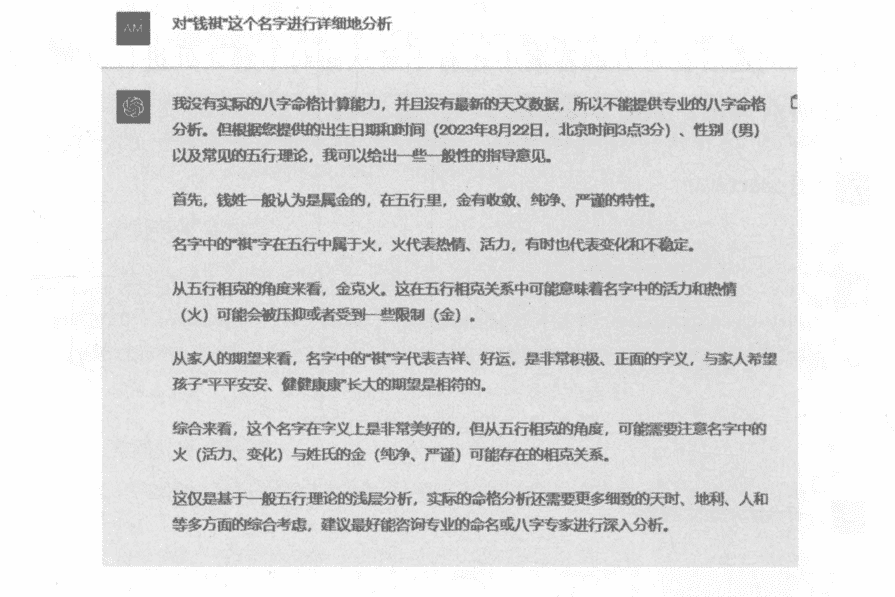 AM
对“钱祺”这个名字进行详细地分析
我没有实际的八字命格计算能力，并且没有最新的天文数据，所以不能提供专业的八字命格
分析。但根据您提供的出生日期和时间（2023年8月22日，北京时间3点3分）、性别（男）
以及常见的五行理论，我可以给出一些一般性的指导意见。
首先，钱姓一般认为是属金的，在五行里，金有收敛、纯净、严谨的特性。
名字中的“祺”字在五行中属于火，火代表热情、活力，有时也代表变化和不稳定。
从五行相克的角度来看，金克火。这在五行相克关系中可能意味着名字中的活力和热情
（火）可能会被压抑或者受到一些限制（金）。
从家人的期望来看，名字中的“祺”字代表吉祥、好运，是非常积极、正面的字义，与家人希望
孩子“平平安安、健健康康”长大的期望是相符的。
综合来看，这个名字在字义上是非常美好的，但从五行相克的角度，可能需要注意名字中的
火（活力、变化）与姓氏的金（纯净、严谨）可能存在的相克关系。
这仅是基于一般五行理论的浅层分析，实际的命格分析还需要更多细致的天时、地利、人和
等多方面的综合考虑，建议最好能咨询专业的命名或八字专家进行深入分析。